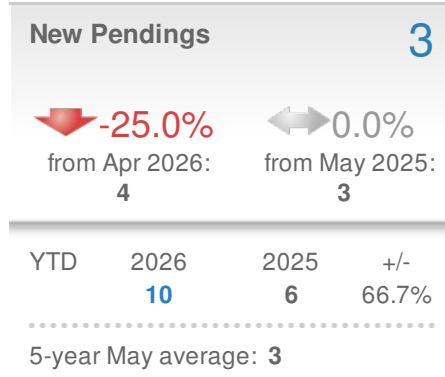 New Pendings 3
-25.0% 0.0%
from Apr 2026: from May 2025:
4 3
YTD 2026 2025 +/-
10 6 66.7%
5-year May average: 3